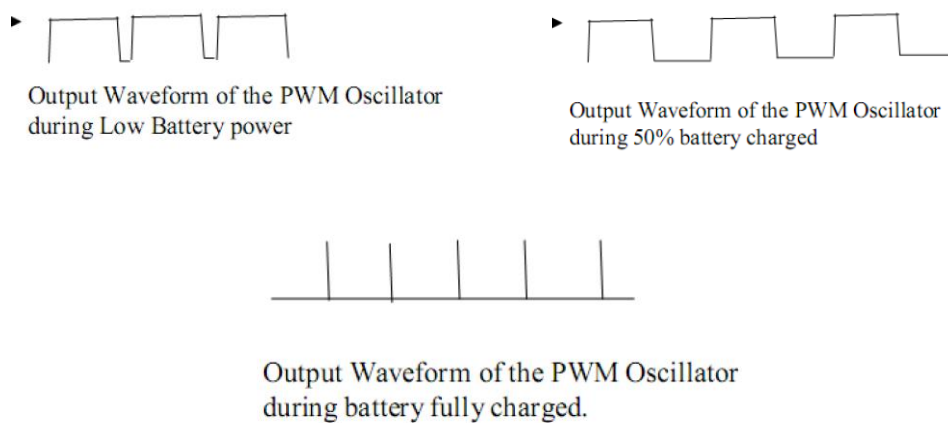 Output Waveform of the PWM Oscillator
during Low Battery power
Output Waveform of the PWM Oscillator
during 50% battery charged
Output Waveform of the PWM Oscillator
during battery fully charged.